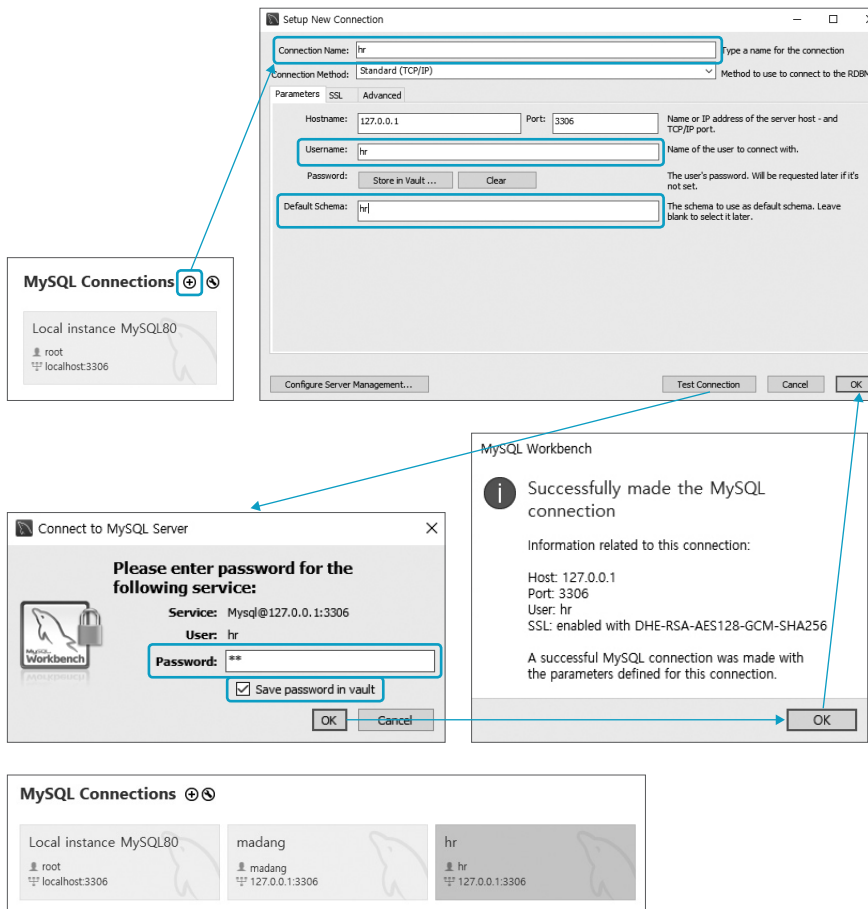 Setup New Connection
Connection Name: hr Type a name for the connection
Connection Method: Standard (TCP/IP) Method to use to connect to the RDBM
Parameters SSL Advanced
Hostname: 127.0.0.1 Port: 3306 Name or IP address of the server host - and
TCP/IP port.
Username: hr Name of the user to connect with.
Password: Store in Vault ... Clear The user's password. Will be requested later if it's
not set.
Default Schema: hr The schema to use as default schema. Leave
blank to select it later.
Configure Server Management... Test Connection Cancel OK
MySQL Connections
Local instance MySQL80
root
localhost:3306
Connect to MySQL Server
Please enter password for the
following service:
Service: Mysql@127.0.0.1:3306
User: hr
Password: **
Save password in vault
OK Cancel
MySQL
Workbench
MySQL Workbench
Successfully made the MySQL
connection
Information related to this connection:
Host: 127.0.0.1
Port: 3306
User: hr
SSL: enabled with DHE-RSA-AES128-GCM-SHA256
A successful MySQL connection was made with
the parameters defined for this connection.
OK
MySQL Connections
Local instance MySQL80
root
localhost:3306
madang
madang
127.0.0.1:3306
hr
hr
127.0.0.1:3306